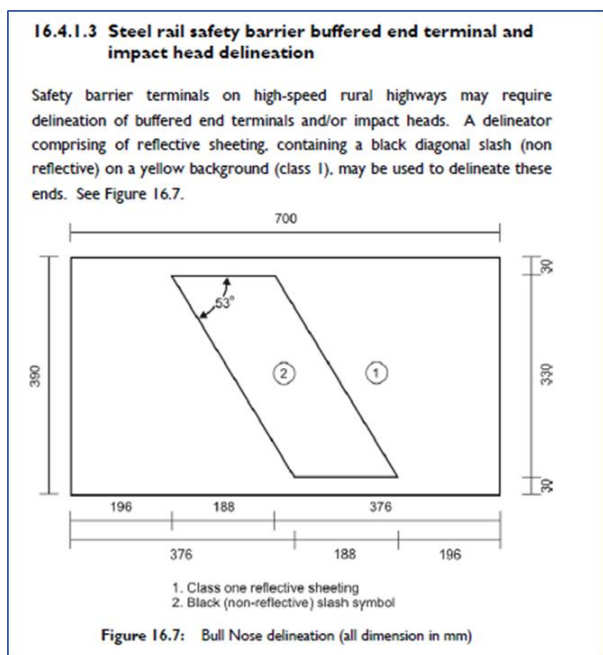 16.4.1.3 Steel rail safety barrier buffered end terminal and
impact head delineation
Safety barrier terminals on high-speed rural highways may require
delineation of buffered end terminals and/or impact heads. A delineator
comprising of reflective sheeting, containing a black diagonal slash (non
reflective) on a yellow background (class 1), may be used to delineate these
ends. See Figure 16.7.
700
30
53°
390
2
1
330
30
196 188 376
376 188 196
1. Class one reflective sheeting
2. Black (non-reflective) slash symbol
Figure 16.7: Bull Nose delineation (all dimension in mm)